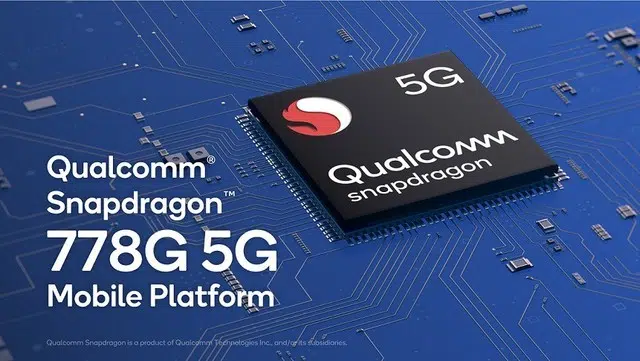 5G
Qualcomm
snapdragon
Qualcomm®
Snapdragon™
778G 5G
Mobile Platform
Qualcomm Snapdragon is a product of Qualcomm Technologies Inc., and/or its subsidiaries.